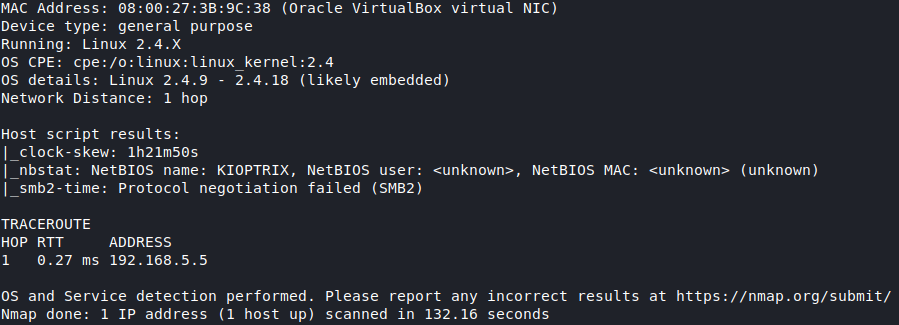 MAC Address: 08:00:27:3B:9C:38 (Oracle VirtualBox virtual NIC)
Device type: general purpose
Running: Linux 2.4.X
OS CPE: cpe:/o:linux:linux_kernel:2.4
OS details: Linux 2.4.9 - 2.4.18 (likely embedded)
Network Distance: 1 hop
Host script results:
|_clock-skew: 1h21m50s
|_nbstat: NetBIOS name: KIOPTRIX, NetBIOS user: <unknown>, NetBIOS MAC: <unknown> (unknown)
|_smb2-time: Protocol negotiation failed (SMB2)
TRACEROUTE
HOP RTT     ADDRESS
1   0.27 ms 192.168.5.5
OS and Service detection performed. Please report any incorrect results at https://nmap.org/submit/
Nmap done: 1 IP address (1 host up) scanned in 132.16 seconds